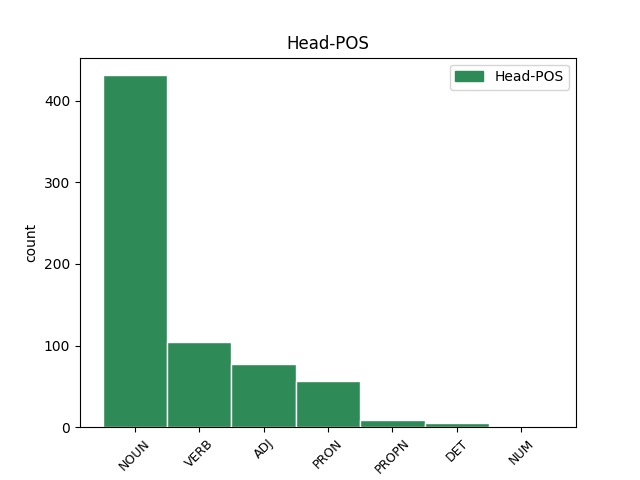 Head-POS
Head-POS
400
300
200
100
0
count
NOUN
VERB
ADJ
PRON
PROPN
DET
NUM